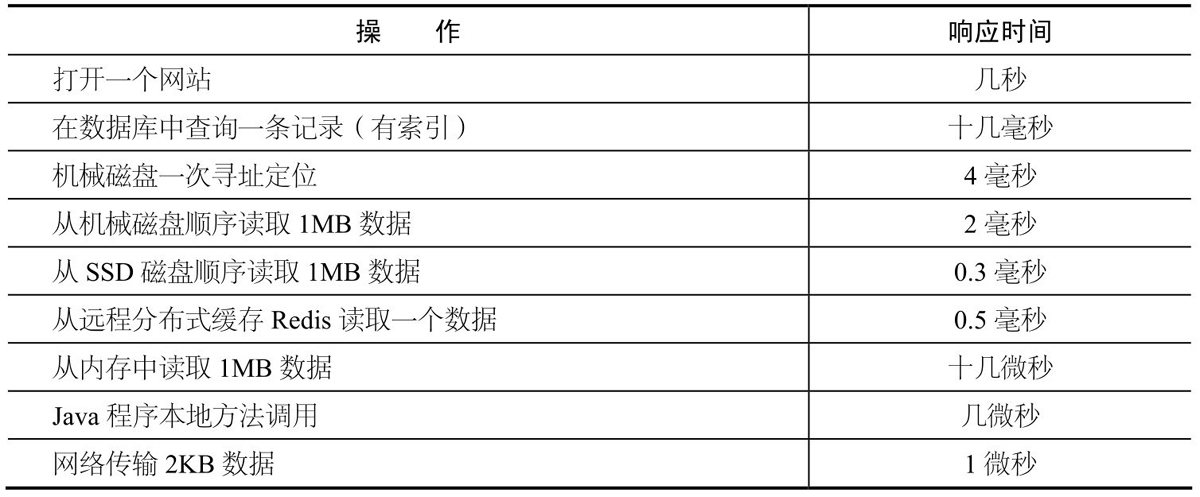 操 作 响应时间
打开一个网站 几秒
在数据库中查询一条记录（有索引） 十几毫秒
机械磁盘一次寻址定位 4 毫秒
从机械磁盘顺序读取 1MB 数据 2 毫秒
从 SSD 磁盘顺序读取 1MB 数据 0.3 毫秒
从远程分布式缓存 Redis 读取一个数据 0.5 毫秒
从内存中读取 1MB 数据 十几微秒
Java 程序本地方法调用 几微秒
网络传输 2KB 数据 1 微秒